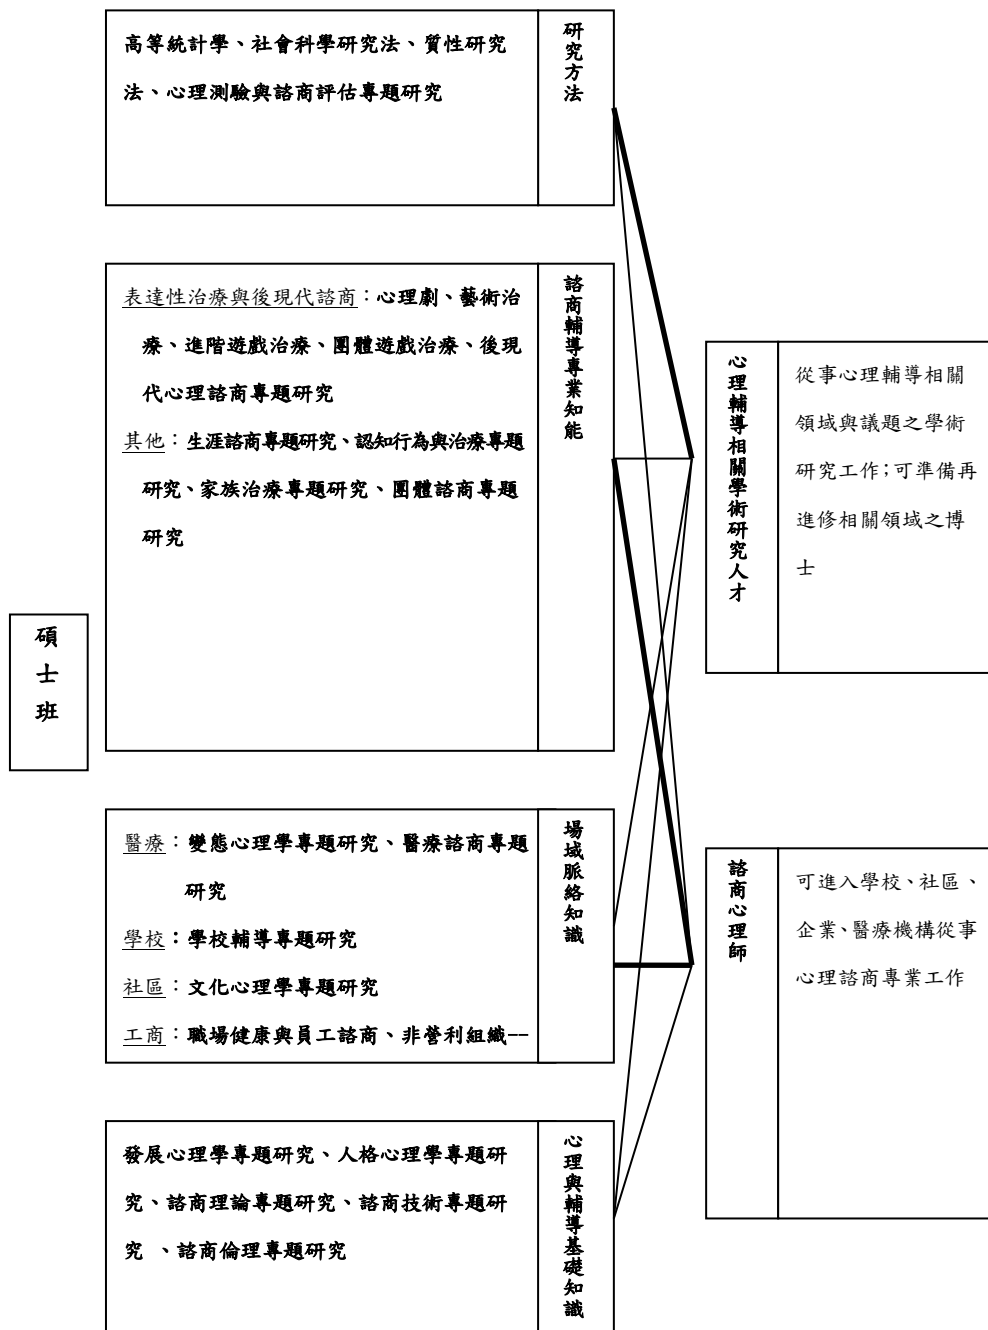 高等統計學、社會科學研究法、質性研究
法、心理測驗與諮商評估專題研究
研究方法
表達性治療與後現代諮商：心理劇、藝術治
療、進階遊戲治療、團體遊戲治療、後現
代心理諮商專題研究
其他：生涯諮商專題研究、認知行為與治療專題
研究、家族治療專題研究、團體諮商專題
研究
諮商輔導專業知能
心理輔導相關學術研究人才
從事心理輔導相關
領域與議題之學術
研究工作；可準備再
進修相關領域之博
士
碩士班
醫療：變態心理學專題研究、醫療諮商專題
研究
學校：學校輔導專題研究
社區：文化心理學專題研究
工商：職場健康與員工諮商、非營利組織--
場域脈絡知識
諮商心理師
可進入學校、社區、
企業、醫療機構從事
心理諮商專業工作
發展心理學專題研究、人格心理學專題研
究、諮商理論專題研究、諮商技術專題研
究 、諮商倫理專題研究
心理與輔導基礎知識